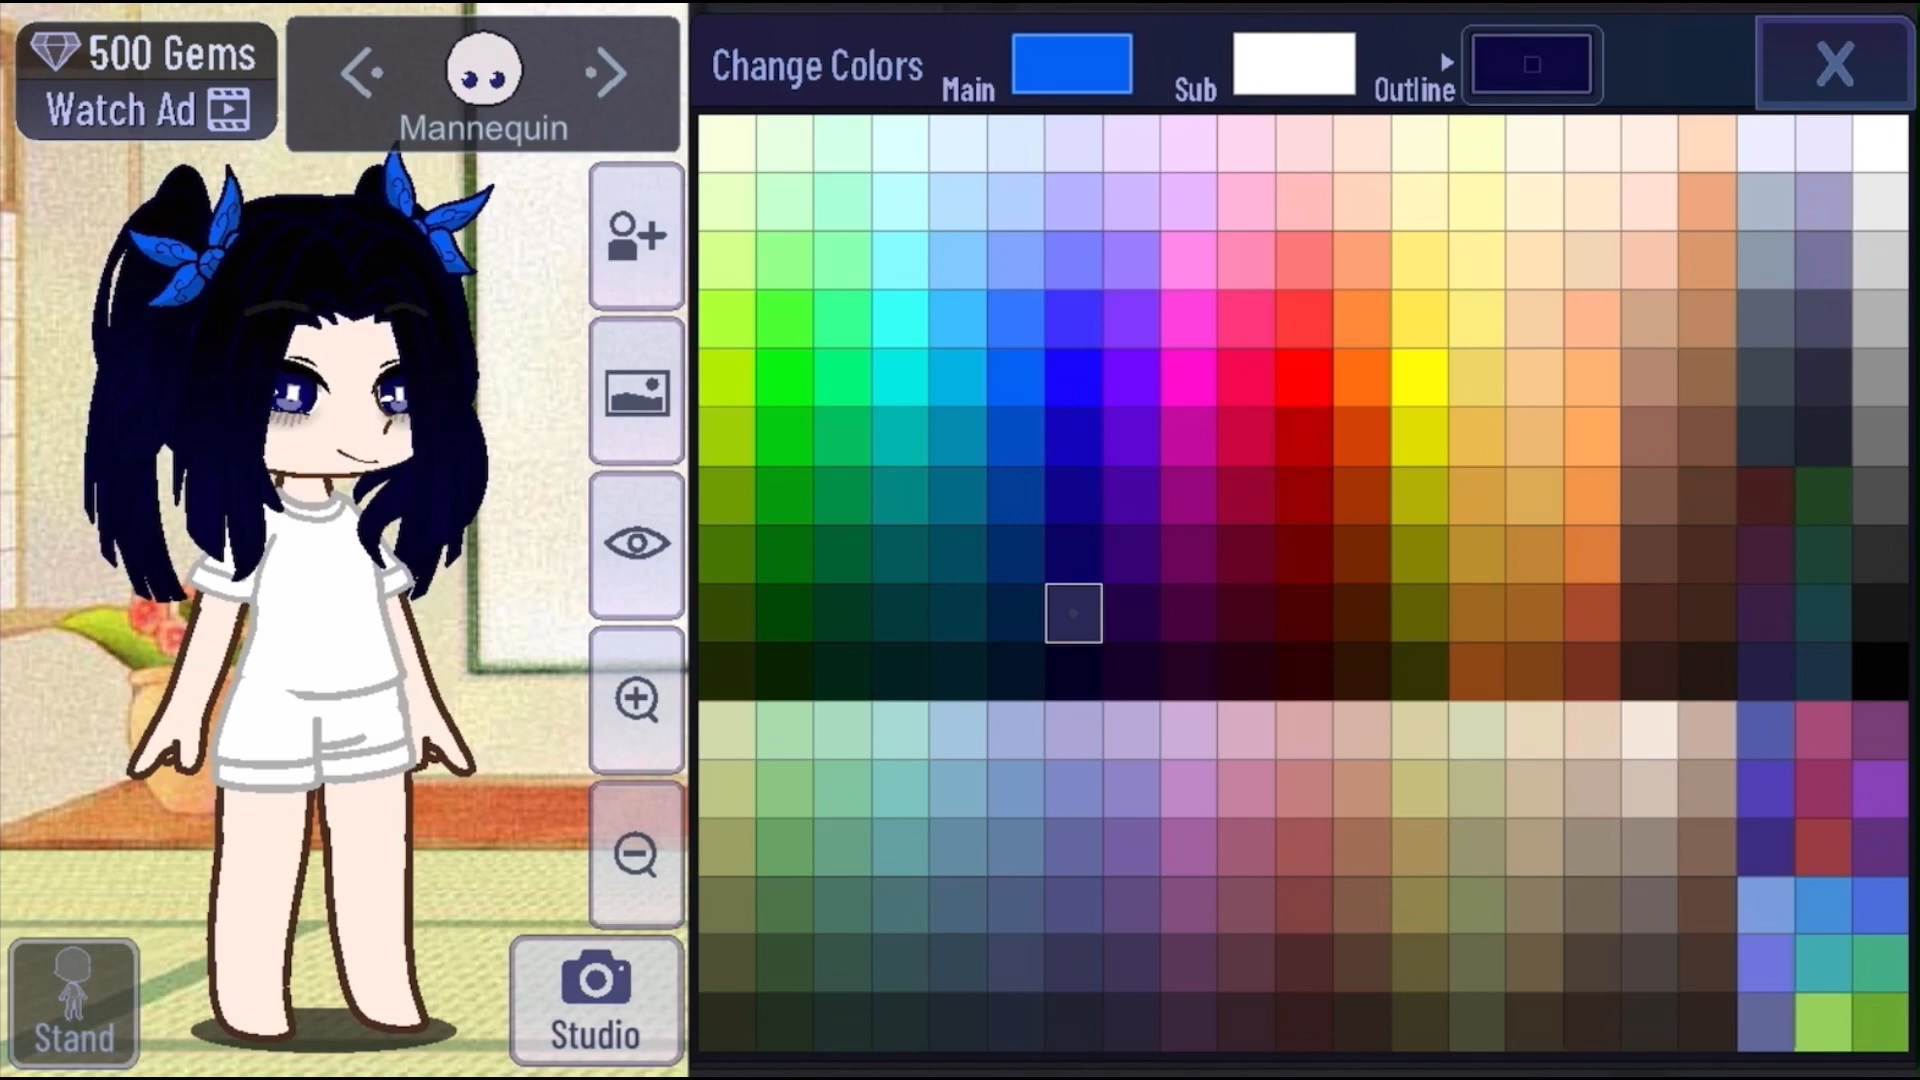 500 Gems
Watch Ad
Mannequin
Change Colors
Main
Sub
Outline
X
Stand
Studio